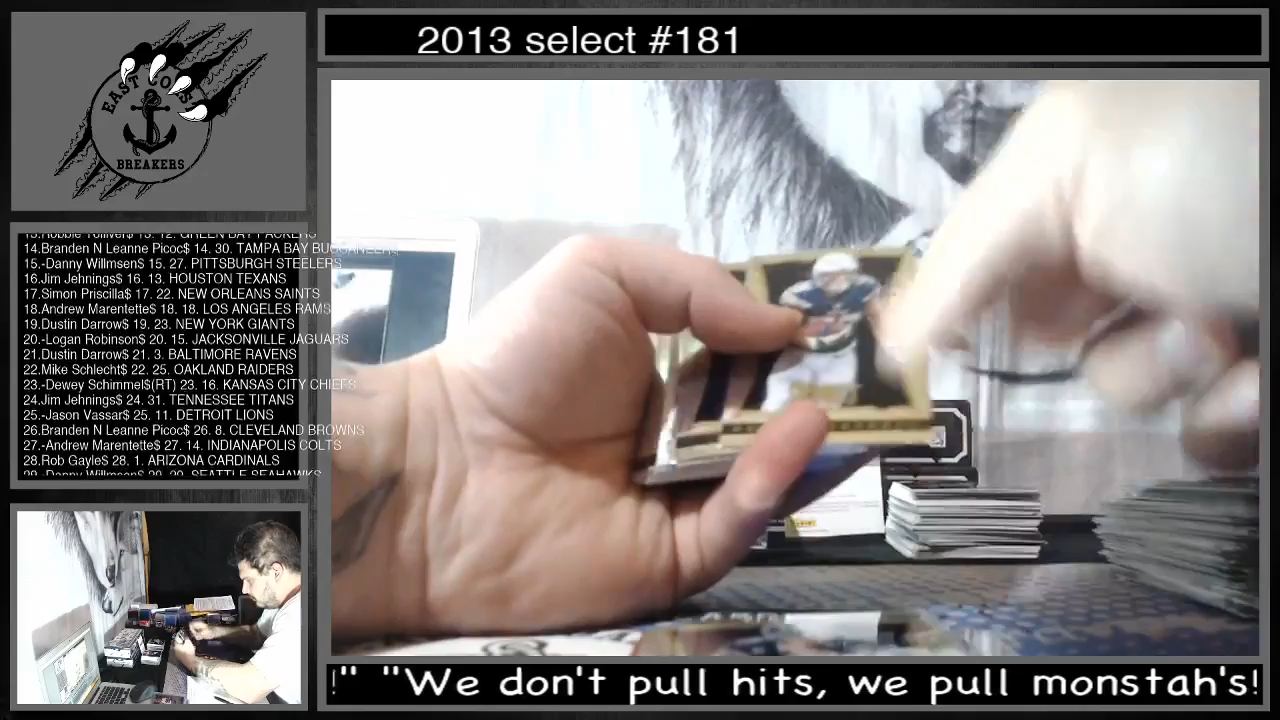 2013 select #181
EAST COAST
BREAKERS
GREEN BAY PACKERS
14.Branden N Leanne Picoc$ 14. 30. TAMPA BAY BUCCANEERS
15.-Danny Willmsen$ 15. 27. PITTSBURGH STEELERS
16.Jim Jehnings$ 16. 13. HOUSTON TEXANS
17.Simon Priscilla$ 17. 22. NEW ORLEANS SAINTS
18.Andrew Marentette$ 18. 18. LOS ANGELES RAMS
19.Dustin Darrow$ 19. 23. NEW YORK GIANTS
20.-Logan Robinson$ 20. 15. JACKSONVILLE JAGUARS
21.Dustin Darrow$ 21. 3. BALTIMORE RAVENS
22.Mike Schlecht$ 22. 25. OAKLAND RAIDERS
23.-Dewey Schimmel$(RT) 23. 16. KANSAS CITY CHIEFS
24.Jim Jehnings$ 24. 31. TENNESSEE TITANS
25.-Jason Vassar$ 25. 11. DETROIT LIONS
26.Branden N Leanne Picoc$ 26. 8. CLEVELAND BROWNS
27.-Andrew Marentette$ 27. 14. INDIANAPOLIS COLTS
28.Rob Gayle$ 28. 1. ARIZONA CARDINALS
SEATTLE SEAHAWKS
!" "We don't pull hits, we pull monstah's!